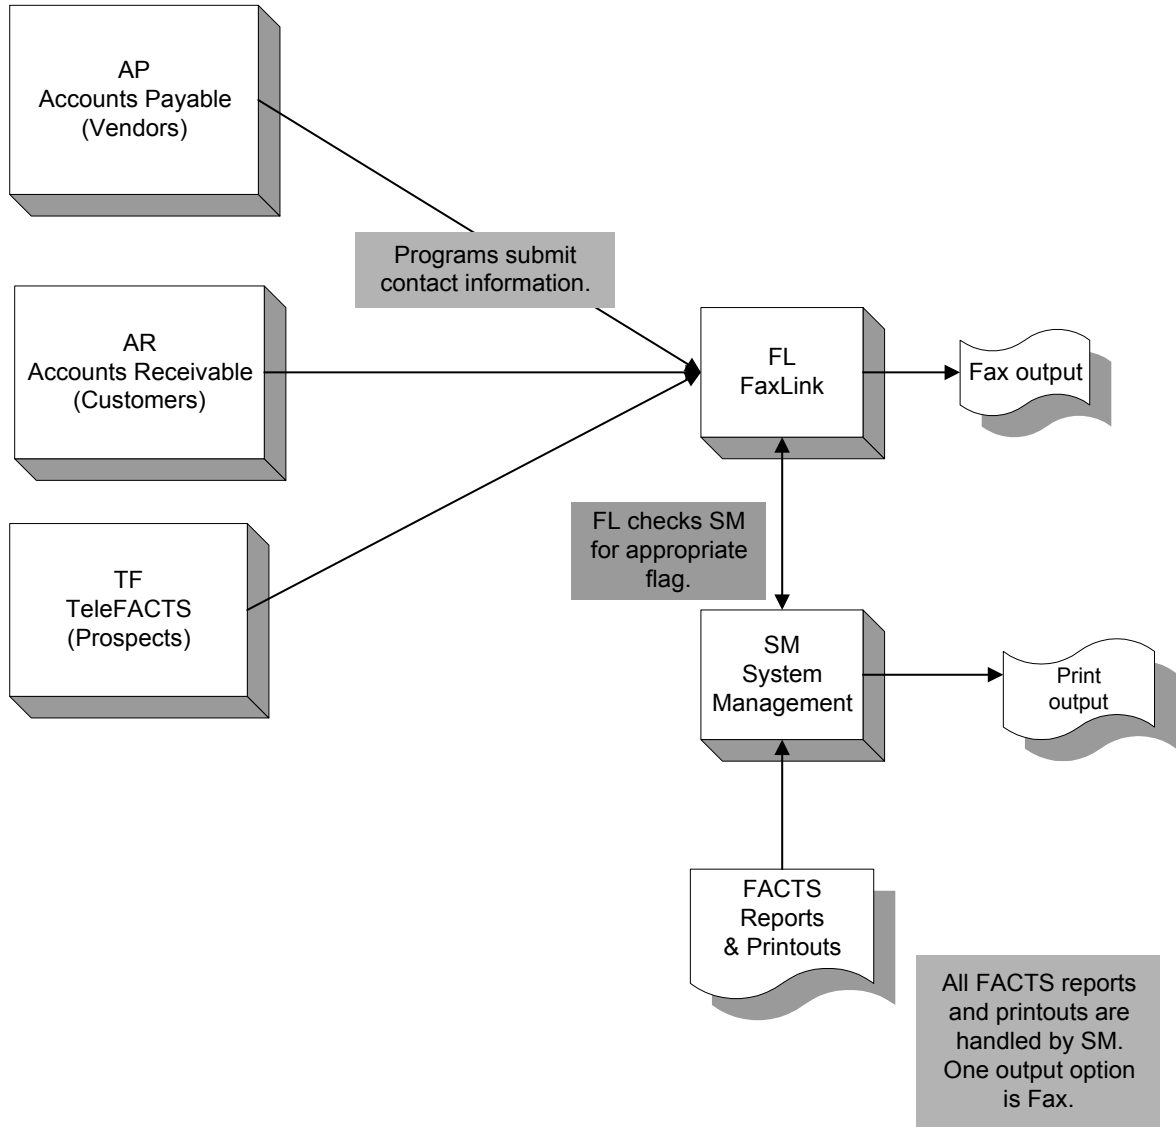 AP
Accounts Payable
(Vendors)
Programs submit
contact information.
AR
Accounts Receivable
(Customers)
FL
FaxLink
Fax output
TF
TeleFACTS
(Prospects)
FL checks SM
for appropriate
flag.
SM
System
Management
Print
output
FACTS
Reports
& Printouts
All FACTS reports
and printouts are
handled by SM.
One output option
is Fax.